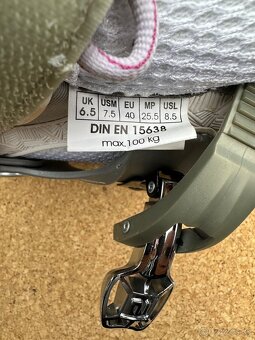 UK USM EU MP USL
6.5 7.5 40 25.5 8.5
DIN EN 15638
max.100 kg